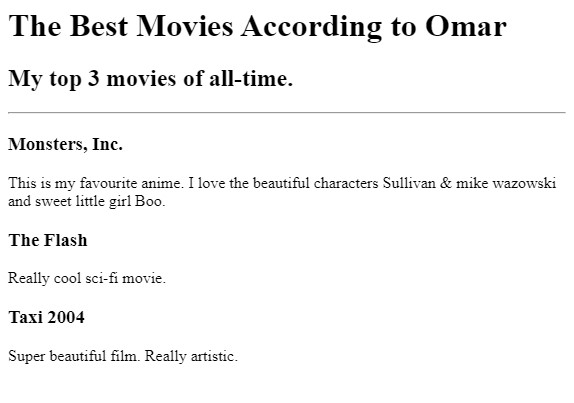 The Best Movies According to Omar
My top 3 movies of all-time.
Monsters, Inc.
This is my favourite anime. I love the beautiful characters Sullivan & mike wazowski
and sweet little girl Boo.
The Flash
Really cool sci-fi movie.
Taxi 2004
Super beautiful film. Really artistic.